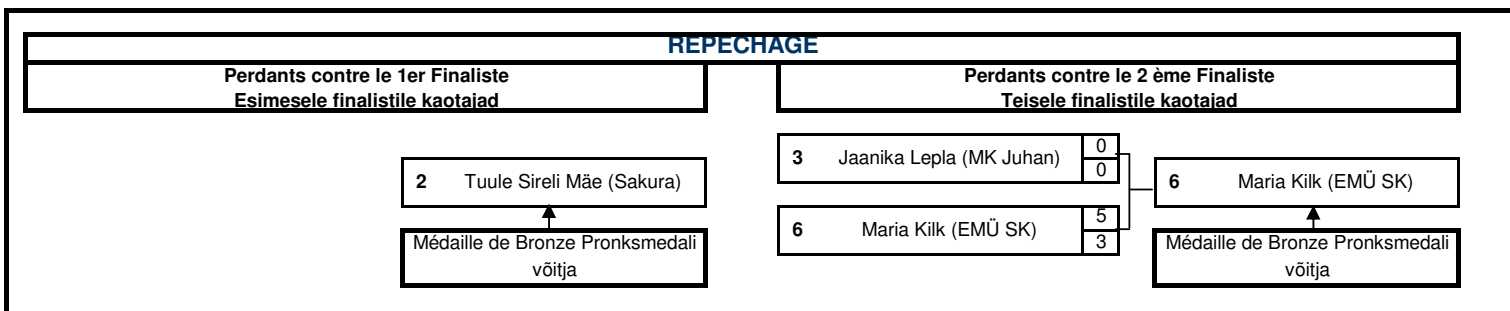 REPECHAGE
Perdants contre le 1er Finaliste
Esimesele finalistile kaotajad
Perdants contre le 2 ème Finaliste
Teisele finalistile kaotajad
2 Tuule Sireli Mäe (Sakura)
Médaille de Bronze Pronksmedali
võitja
3 Jaanika Lepla (MK Juhan) 0
0
6 Maria Kilk (EMÜ SK) 5
3
6 Maria Kilk (EMÜ SK)
Médaille de Bronze Pronksmedali
võitja